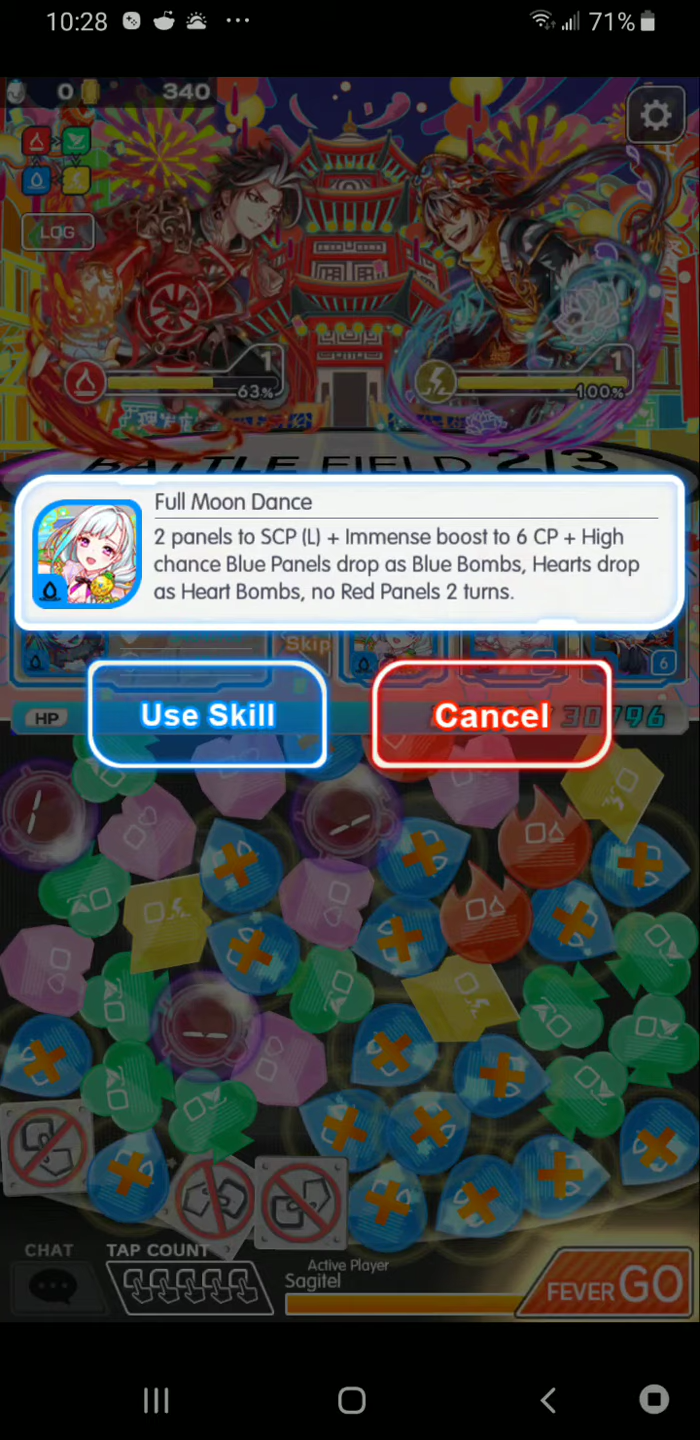 10:28
71%
0
340
LOG
1
63%
1
100%
BATTLE FIELD 2/3
Full Moon Dance
2 panels to SCP (L) + Immense boost to 6 CP + High
chance Blue Panels drop as Blue Bombs, Hearts drop
as Heart Bombs, no Red Panels 2 turns.
Skip
6
Use Skill
Cancel
HP
CHAT
TAP COUNT
Active Player
Sagitel
FEVER GO